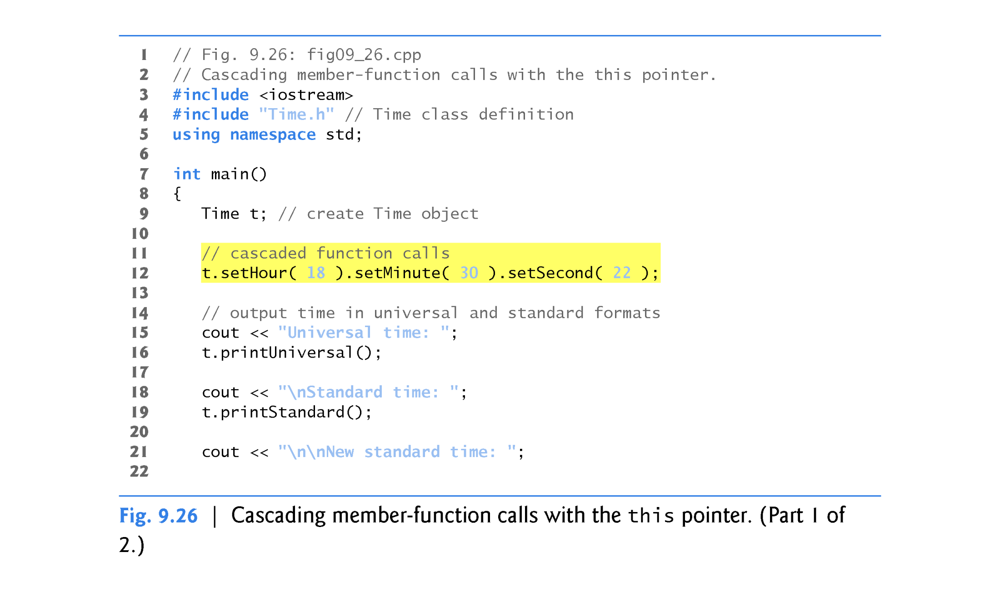 1 // Fig. 9.26: fig09_26.cpp
2 // Cascading member-function calls with the this pointer.
3 #include <iostream>
4 #include "Time.h" // Time class definition
5 using namespace std;
6
7 int main()
8 {
9 Time t; // create Time object
10
11 // cascaded function calls
12 t.setHour( 18 ).setMinute( 30 ).setSecond( 22 );
13
14 // output time in universal and standard formats
15 cout << "Universal time: ";
16 t.printUniversal();
17
18 cout << "\nStandard time: ";
19 t.printStandard();
20
21 cout << "\n\nNew standard time: ";
22
Fig. 9.26 | Cascading member-function calls with the this pointer. (Part 1 of
2.)